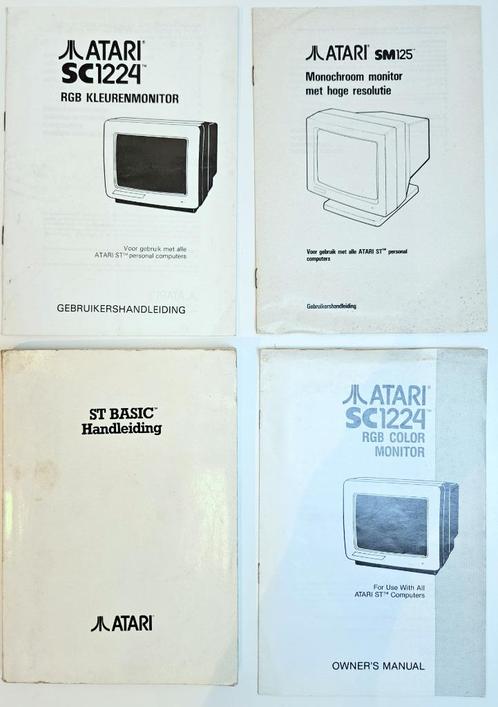 ATARI®
SC1224™
RGB KLEURENMONITOR
Voor gebruik met alle
ATARI ST™ personal computers
GEBRUIKERSHANDLEIDING
ATARI® SM125™
Monochroom monitor
met hoge resolutie
Voor gebruik met alle ATARI ST™ personal
computers
Gebruikershandleiding
ST BASIC™
Handleiding
ATARI®
ATARI®
SC1224™
RGB COLOR
MONITOR
For Use With All
ATARI ST™ Computers
OWNER'S MANUAL